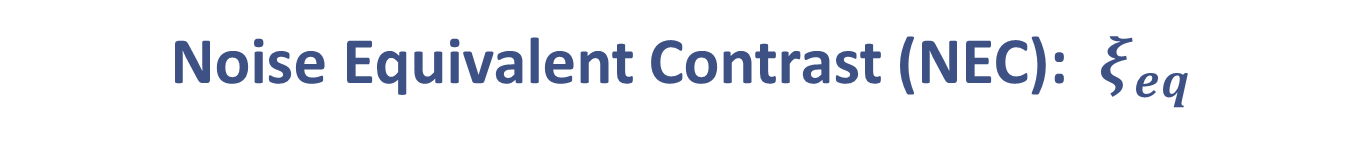 Noise Equivalent Contrast (NEC): ξ_eq